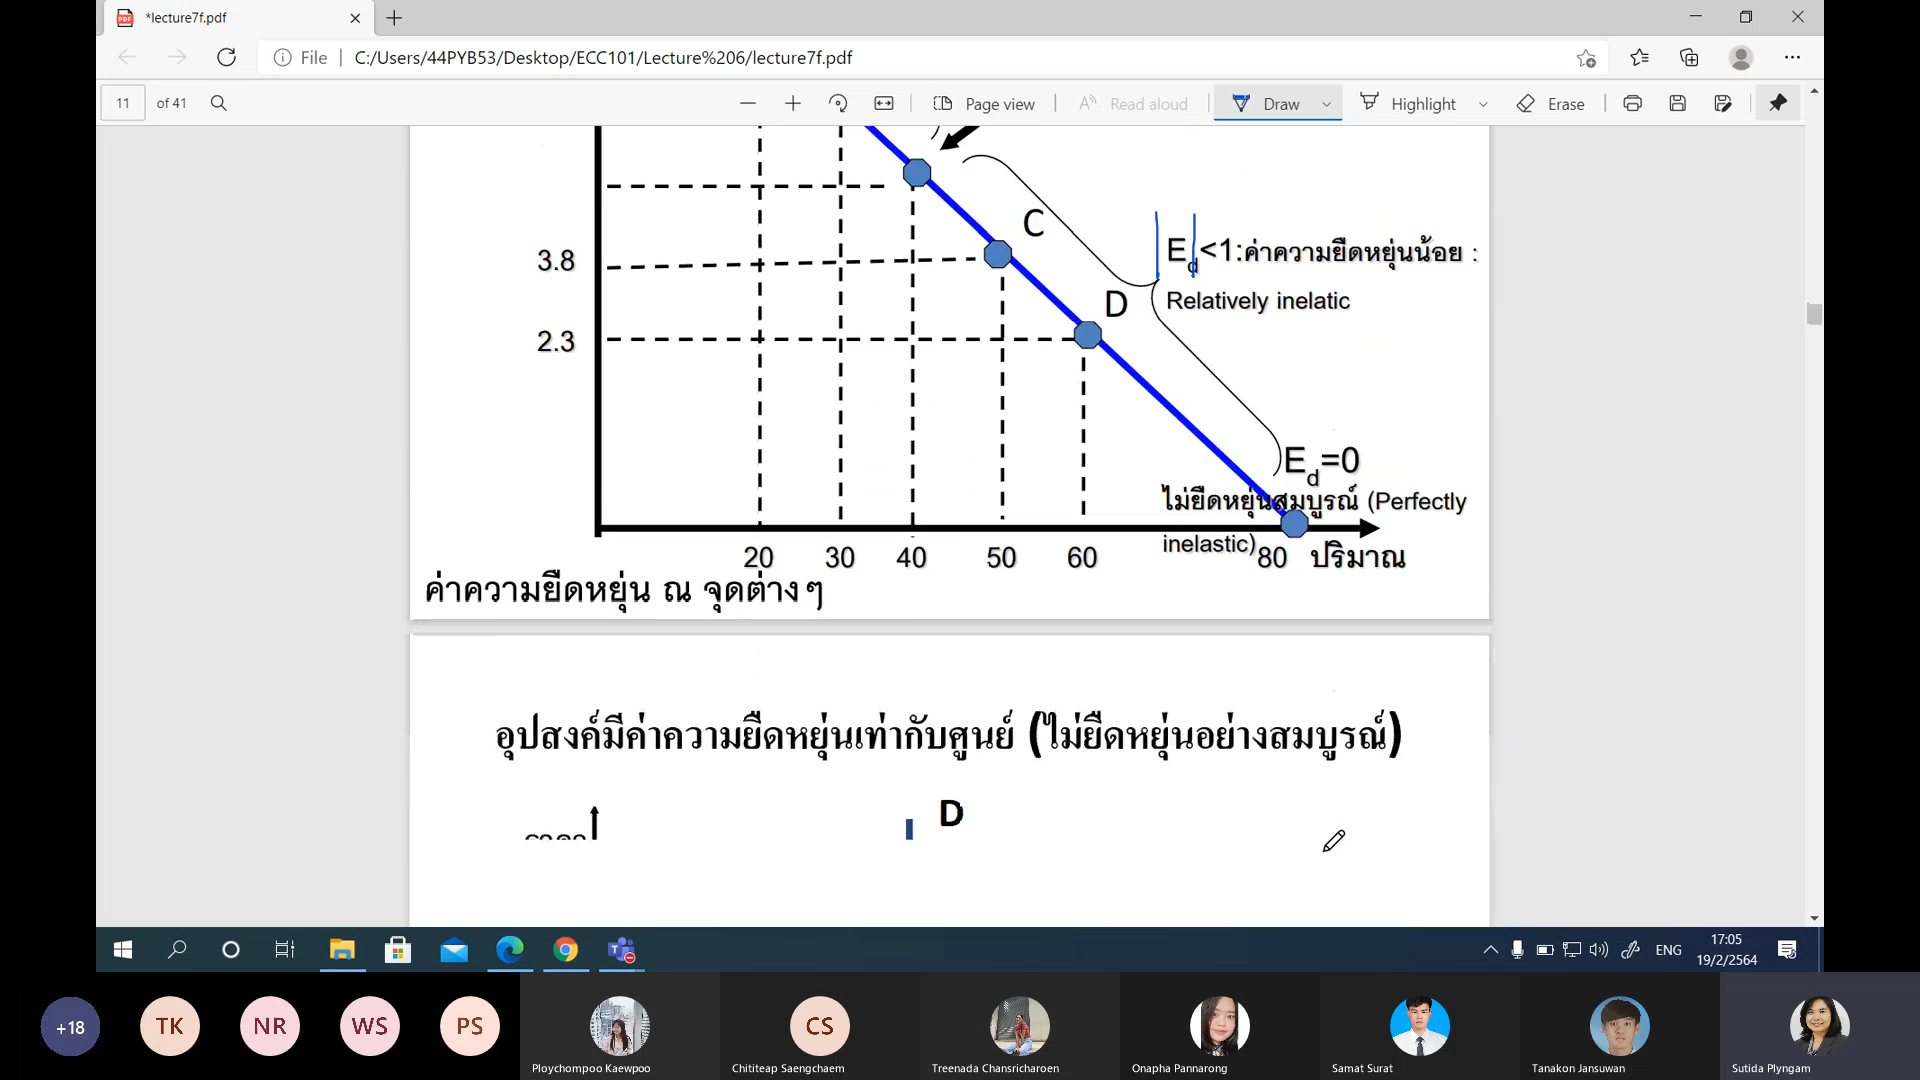 *lecture7f.pdf
File
C:/Users/44PYB53/Desktop/ECC101/Lecture%206/lecture7f.pdf
11 of 41
Page view
Read aloud
Draw
Highlight
Erase
C
3.8
Ed<1:ค่าความยืดหยุ่นน้อย :
Relatively inelatic
D
2.3
Ed=0
ไม่ยืดหยุ่นสมบูรณ์ (Perfectly
inelastic)
20 30 40 50 60 80 ปริมาณ
ค่าความยืดหยุ่น ณ จุดต่างๆ
อุปสงค์มีค่าความยืดหยุ่นเท่ากับศูนย์ (ไม่ยืดหยุ่นอย่างสมบูรณ์)
D
ENG
17:05
19/2/2564
+18
TK
NR
WS
PS
CS
Ploychompoo Kaewpoo
Chititeap Saengchaem
Treenada Chansricharoen
Onapha Pannarong
Samat Surat
Tanakon Jansuwan
Sutida Plyngam